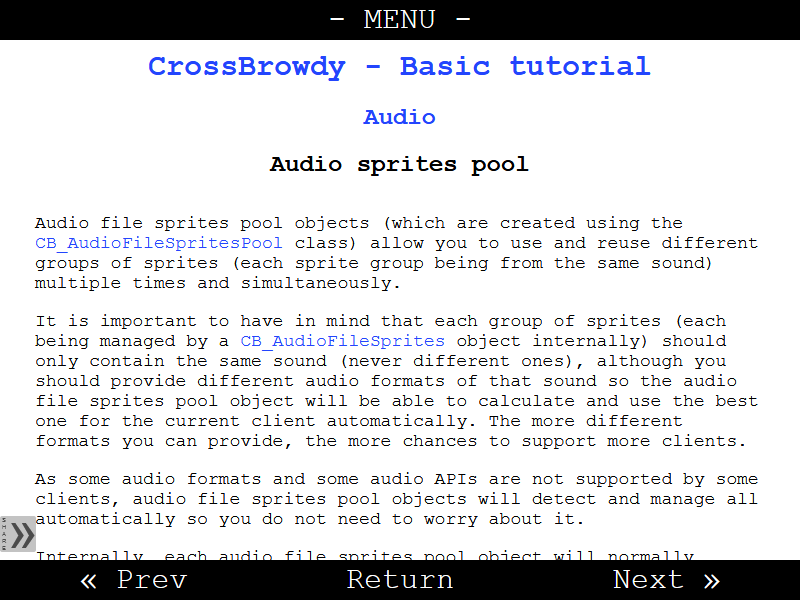 - MENU -
CrossBrowdy - Basic tutorial
Audio
Audio sprites pool
Audio file sprites pool objects (which are created using the
CB_AudioFileSpritesPool class) allow you to use and reuse different
groups of sprites (each sprite group being from the same sound)
multiple times and simultaneously.
It is important to have in mind that each group of sprites (each
being managed by a CB_AudioFileSprites object internally) should
only contain the same sound (never different ones), although you
should provide different audio formats of that sound so the audio
file sprites pool object will be able to calculate and use the best
one for the current client automatically. The more different
formats you can provide, the more chances to support more clients.
As some audio formats and some audio APIs are not supported by some
clients, audio file sprites pool objects will detect and manage all
automatically so you do not need to worry about it.
SHARE »
Internally, each audio file sprites pool object will normally
« Prev Return Next »